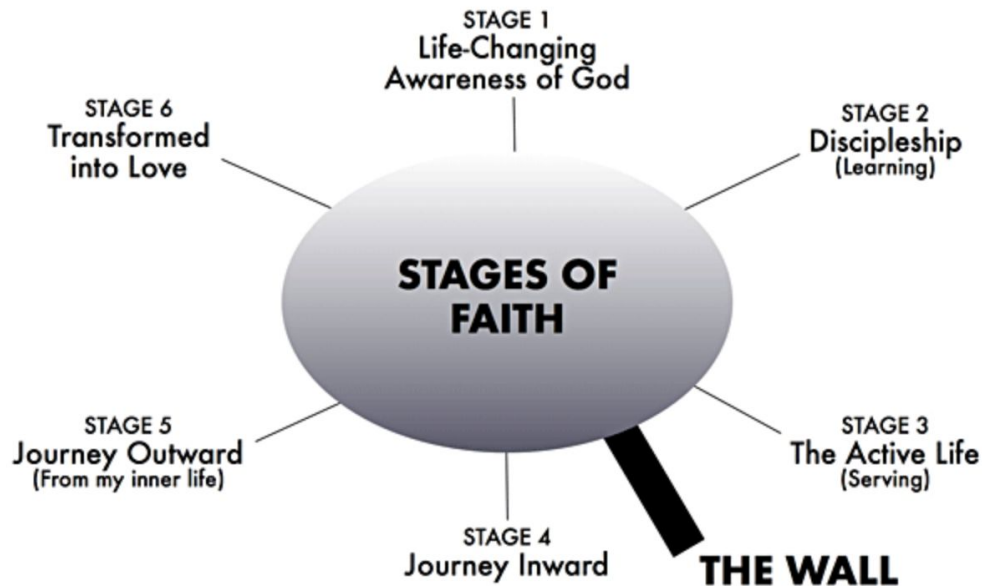 STAGE 1
Life-Changing
Awareness of God
STAGE 6
Transformed
into Love
STAGE 2
Discipleship
(Learning)
STAGES OF
FAITH
STAGE 5
Journey Outward
(From my inner life)
STAGE 3
The Active Life
(Serving)
STAGE 4
Journey Inward
THE WALL